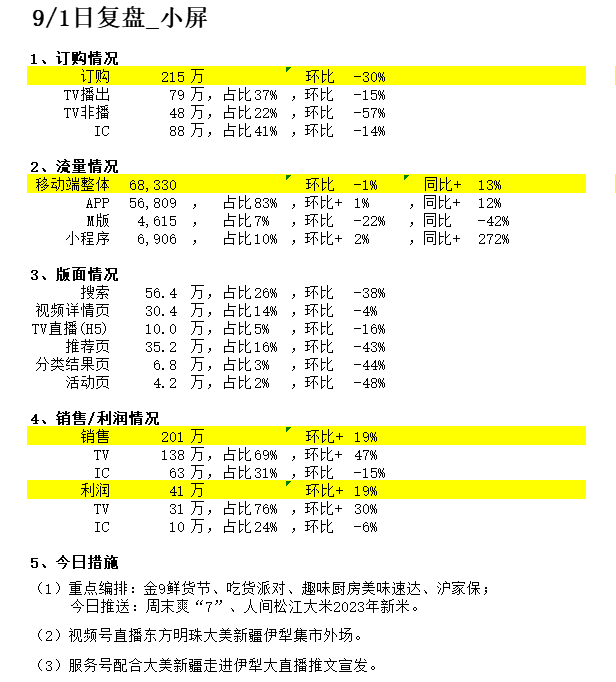 9/1日复盘_小屏
1、订购情况
订购 215 万 环比 -30%
TV播出 79 万，占比37% ，环比 -15%
TV非播 48 万，占比22% ，环比 -57%
IC 88 万，占比41% ，环比 -14%
2、流量情况
移动端整体 68,330 环比 -1% 同比+ 13%
APP 56,809 ， 占比83% ，环比+ 1% ，同比+ 12%
M版 4,615 ， 占比7% ，环比 -22% ，同比 -42%
小程序 6,906 ， 占比10% ，环比+ 2% ，同比+ 272%
3、版面情况
搜索 56.4 万，占比26% ，环比 -38%
视频详情页 30.4 万，占比14% ，环比 -4%
TV直播(H5) 10.0 万，占比5% ，环比 -16%
推荐页 35.2 万，占比16% ，环比 -43%
分类结果页 6.8 万，占比3% ，环比 -44%
活动页 4.2 万，占比2% ，环比 -48%
4、销售/利润情况
销售 201 万 环比+ 19%
TV 138 万，占比69% ，环比+ 47%
IC 63 万，占比31% ，环比 -15%
利润 41 万 环比+ 19%
TV 31 万，占比76% ，环比+ 30%
IC 10 万，占比24% ，环比 -6%
5、今日措施
（1）重点编排：金9鲜货节、吃货派对、趣味厨房美味速达、沪家保；
今日推送：周末爽“7”、人间松江大米2023年新米。
（2）视频号直播东方明珠大美新疆伊犁集市外场。
（3）服务号配合大美新疆走进伊犁大直播推文宣发。